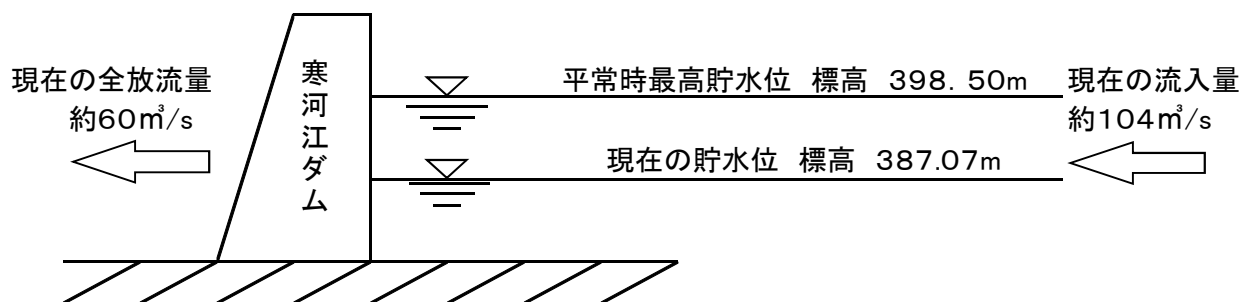 現在の全放流量
約60㎥/s
寒河江ダム
平常時最高貯水位 標高 398.50m
現在の貯水位 標高 387.07m
現在の流入量
約104㎥/s